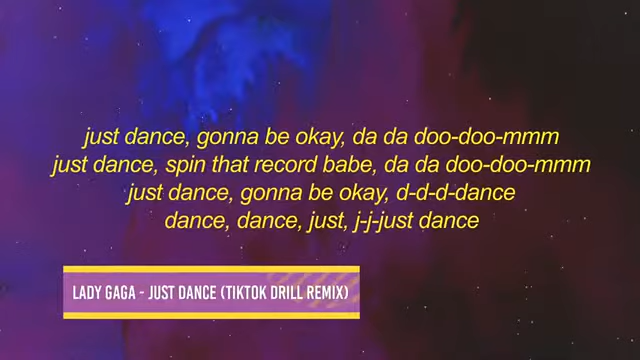 just dance, gonna be okay, da da doo-doo-mmm
just dance, spin that record babe, da da doo-doo-mmm
just dance, gonna be okay, d-d-d-dance
dance, dance, just, j-j-just dance
LADY GAGA - JUST DANCE (TIKTOK DRILL REMIX)